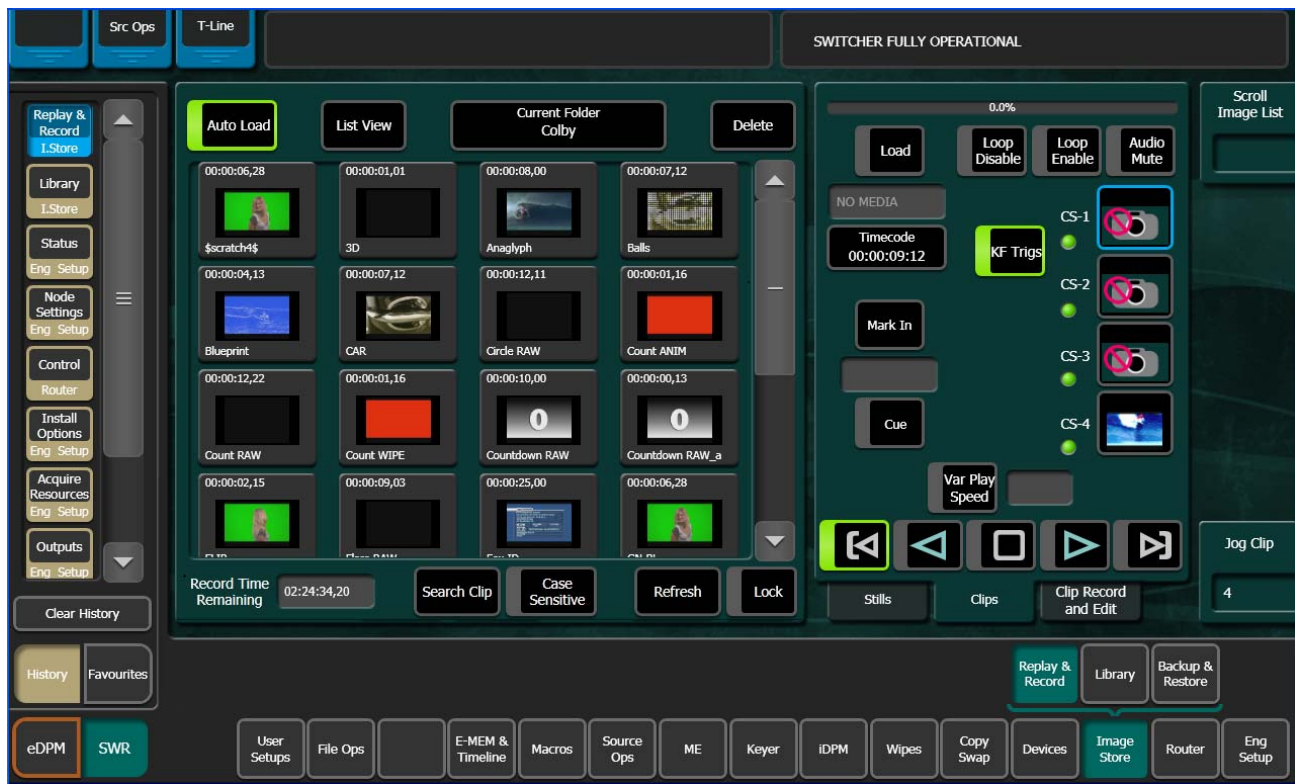 Src Ops
T-Line
SWITCHER FULLY OPERATIONAL
Replay &
Record
I.Store
Library
I.Store
Status
Eng Setup
Node
Settings
Eng Setup
Control
Router
Install
Options
Eng Setup
Acquire
Resources
Eng Setup
Outputs
Eng Setup
Clear History
History
Favourites
eDPM
SWR
Auto Load
List View
Current Folder
Colby
Delete
00:00:06,28
00:00:01,01
00:00:08,00
00:00:07,12
$scratch4$
3D
Anaglyph
Balls
00:00:04,13
00:00:07,12
00:00:12,11
00:00:01,16
Blueprint
CAR
Circle RAW
Count ANIM
00:00:12,22
00:00:01,16
00:00:10,00
00:00:00,13
0
0
Count RAW
Count WIPE
Countdown RAW
Countdown RAW_a
00:00:02,15
00:00:09,03
00:00:25,00
00:00:06,28
Record Time
Remaining
02:24:34,20
Search Clip
Case
Sensitive
Refresh
Lock
0.0%
Load
Loop
Disable
Loop
Enable
Audio
Mute
NO MEDIA
Timecode
00:00:09:12
KF Trigs
CS-1
CS-2
CS-3
CS-4
Mark In
Cue
Var Play
Speed
Stills
Clips
Clip Record
and Edit
Scroll
Image List
Jog Clip
4
Replay &
Record
Library
Backup &
Restore
User
Setups
File Ops
E-MEM &
Timeline
Macros
Source
Ops
ME
Keyer
iDPM
Wipes
Copy
Swap
Devices
Image
Store
Router
Eng
Setup